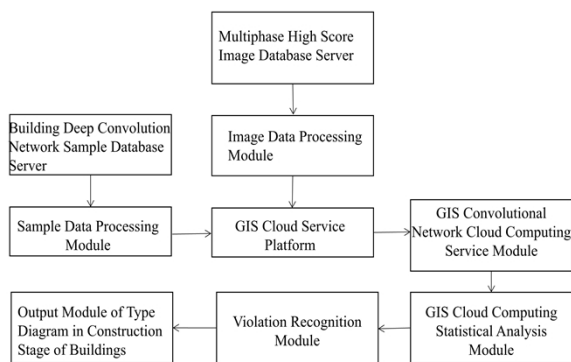 Multiphase High Score
Image Database Server
Building Deep Convolution
Network Sample Database
Server
Image Data Processing
Module
Sample Data Processing
Module
GIS Cloud Service
Platform
GIS Convolutional
Network Cloud Computing
Service Module
Output Module of Type
Diagram in Construction
Stage of Buildings
Violation Recognition
Module
GIS Cloud Computing
Statistical Analysis
Module